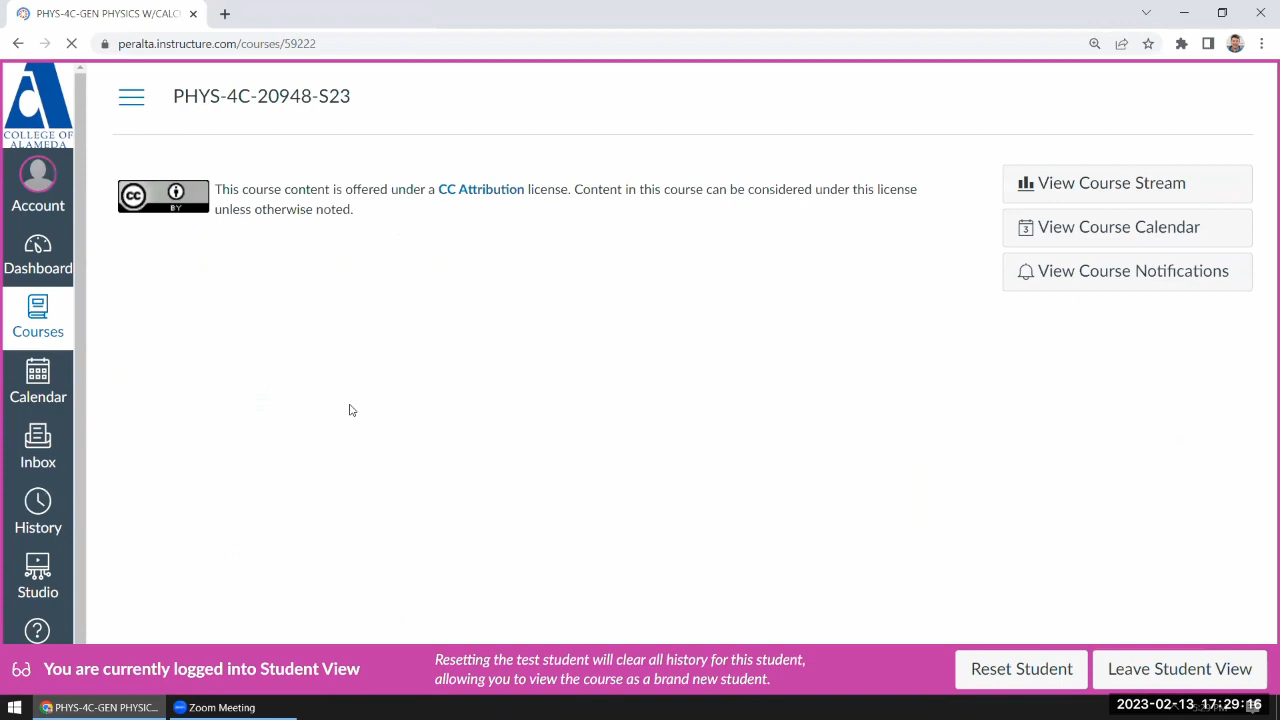 PHYS-4C-GEN PHYSICS W/CALC
peralta.instructure.com/courses/59222
COLLEGE OF
ALAMEDA
Account
Dashboard
Courses
Calendar
Inbox
History
Studio
PHYS-4C-20948-S23
CC
BY
This course content is offered under a CC Attribution license. Content in this course can be considered under this license
unless otherwise noted.
View Course Stream
3
View Course Calendar
View Course Notifications
You are currently logged into Student View
Resetting the test student will clear all history for this student,
allowing you to view the course as a brand new student.
Reset Student
Leave Student View
PHYS-4C-GEN PHYSIC...
Zoom Meeting
2023-02-13 17:29:16